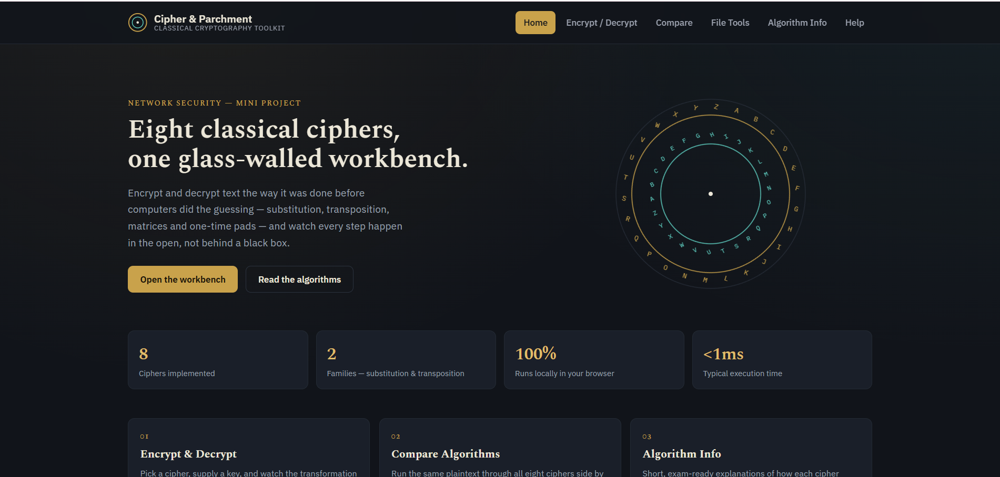 Cipher & Parchment
CLASSICAL CRYPTOGRAPHY TOOLKIT
Home
Encrypt / Decrypt
Compare
File Tools
Algorithm Info
Help
NETWORK SECURITY — MINI PROJECT
Eight classical ciphers,
one glass-walled workbench.
Encrypt and decrypt text the way it was done before
computers did the guessing — substitution, transposition,
matrices and one-time pads — and watch every step happen
in the open, not behind a black box.
Open the workbench
Read the algorithms
A B C D E F G H I J K L M N O P Q R S T U V W X Y Z
A B C D E F G H I J K L M N O P Q R S T U V W X Y Z
8
Ciphers implemented
2
Families — substitution & transposition
100%
Runs locally in your browser
<1ms
Typical execution time
01
Encrypt & Decrypt
Pick a cipher, supply a key, and watch the transformation
02
Compare Algorithms
Run the same plaintext through all eight ciphers side by
03
Algorithm Info
Short, exam-ready explanations of how each cipher